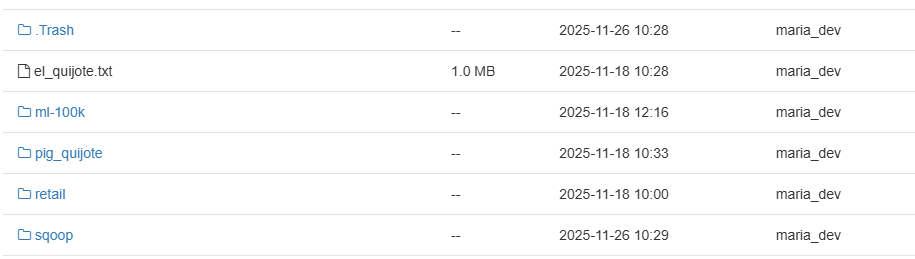 .Trash -- 2025-11-26 10:28 maria_dev
el_quijote.txt 1.0 MB 2025-11-18 10:28 maria_dev
ml-100k -- 2025-11-18 12:16 maria_dev
pig_quijote -- 2025-11-18 10:33 maria_dev
retail -- 2025-11-18 10:00 maria_dev
sqoop -- 2025-11-26 10:29 maria_dev